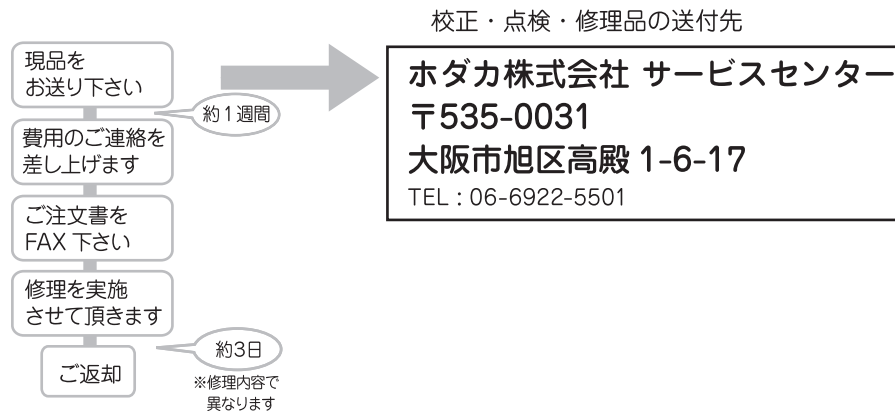 校正・点検・修理品の送付先
現品を
お送り下さい
約1週間
ホダカ株式会社 サービスセンター
〒535-0031
大阪市旭区高殿 1-6-17
TEL : 06-6922-5501
費用のご連絡を
差し上げます
ご注文書を
FAX 下さい
修理を実施
させて頂きます
約3日
※修理内容で
異なります
ご返却